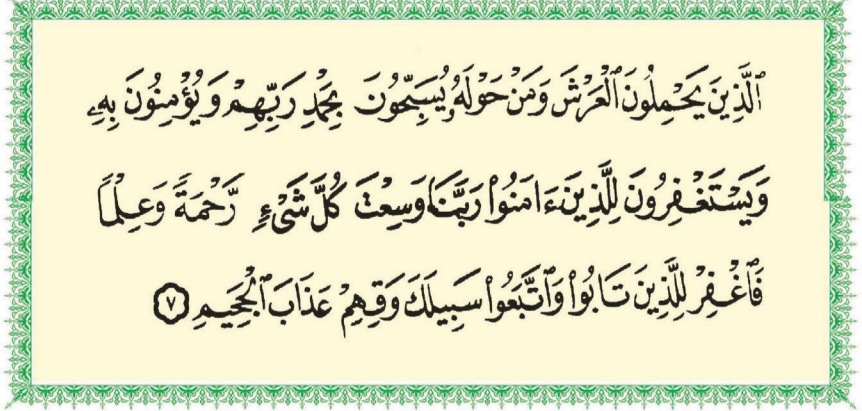 ٱلَّذِينَ يَحۡمِلُونَ ٱلۡعَرۡشَ وَمَنۡ حَوۡلَهُۥ يُسَبِّحُونَ بِحَمۡدِ رَبِّهِمۡ وَيُؤۡمِنُونَ بِهِۦ
وَيَسۡتَغۡفِرُونَ لِلَّذِينَ ءَامَنُواْ رَبَّنَا وَسِعۡتَ كُلَّ شَيۡءٖ رَّحۡمَةٗ وَعِلۡمٗا
فَٱغۡفِرۡ لِلَّذِينَ تَابُواْ وَٱتَّبَعُواْ سَبِيلَكَ وَقِهِمۡ عَذَابَ ٱلۡجَحِيمِ ٧